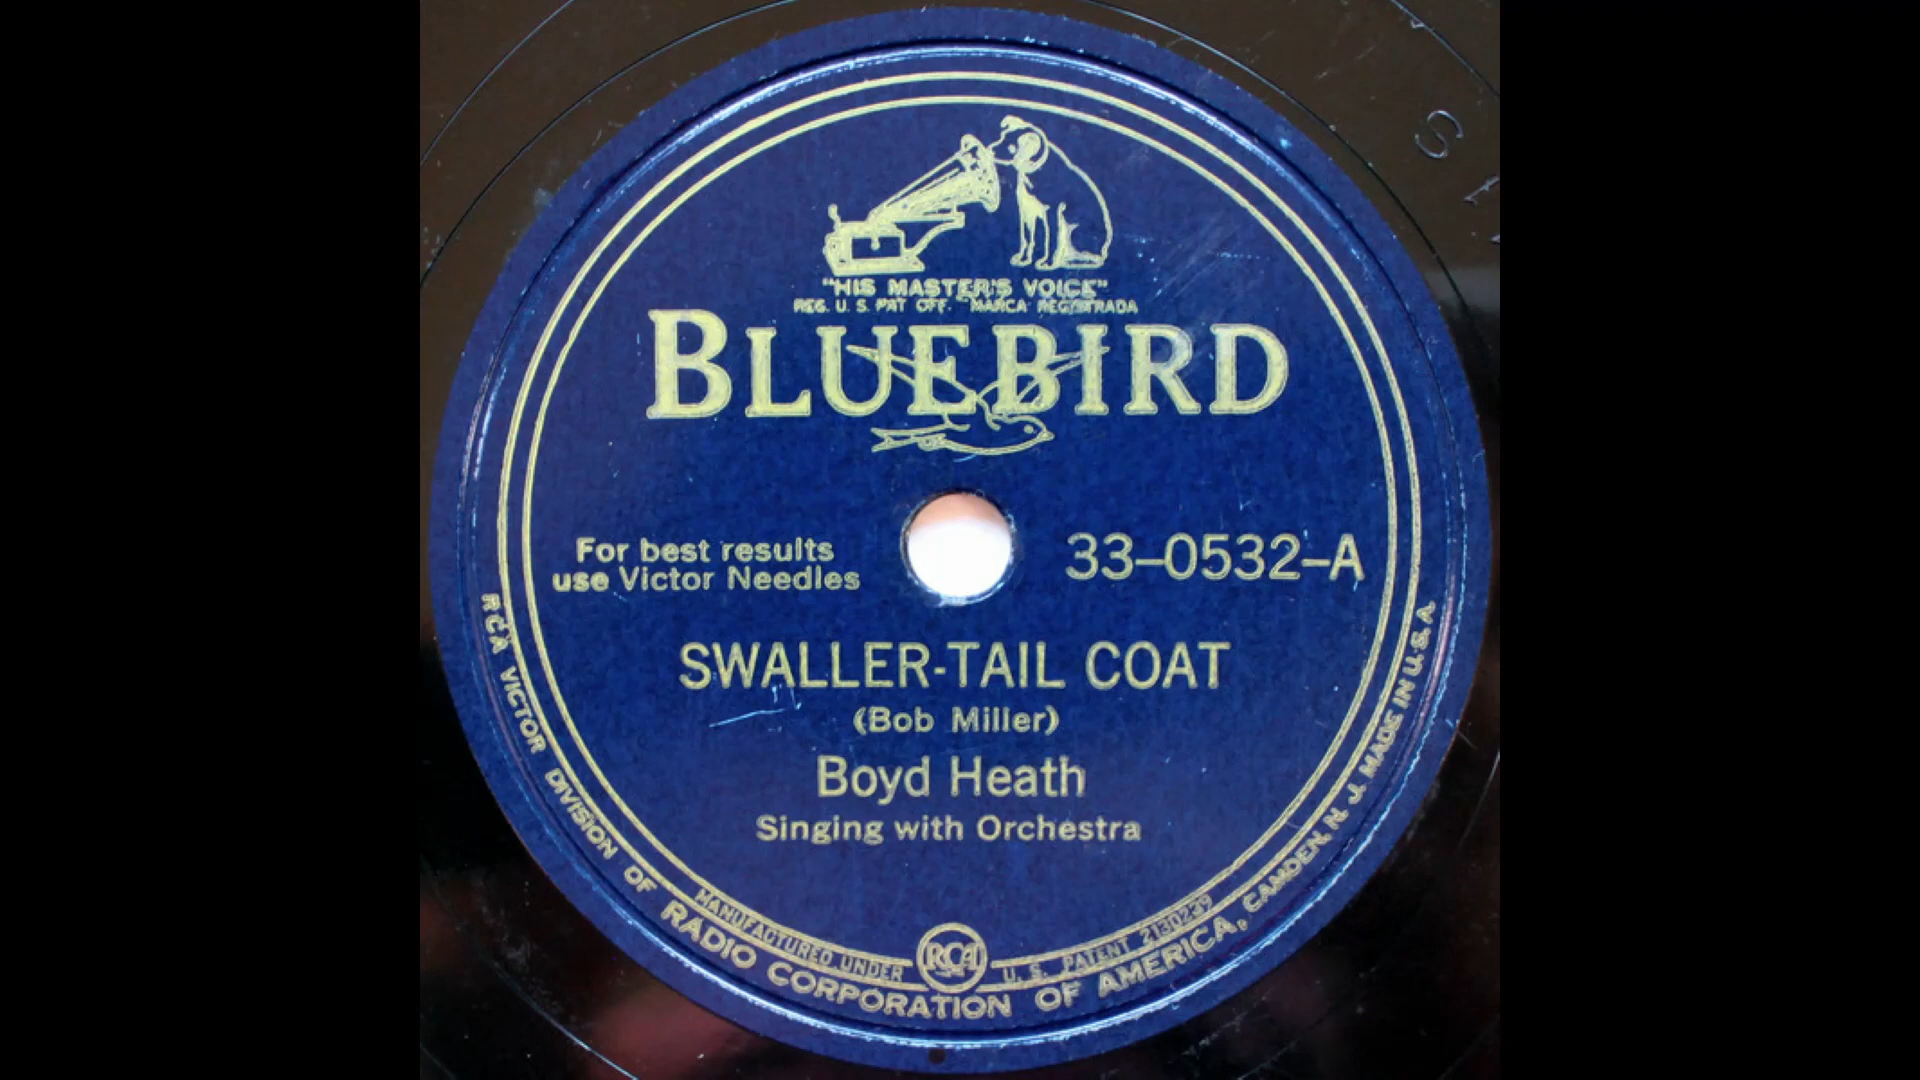 "HIS MASTER'S VOICE"
REG. U. S. PAT. OFF. MARCA REGISTRADA
BLUEBIRD
For best results
use Victor Needles
33-0532-A
SWALLER-TAIL COAT
(Bob Miller)
Boyd Heath
Singing with Orchestra
MANUFACTURED UNDER RCA U. S. PATENT 2130239
RCA VICTOR DIVISION OF RADIO CORPORATION OF AMERICA, CAMDEN, N. J. MADE IN U. S. A.